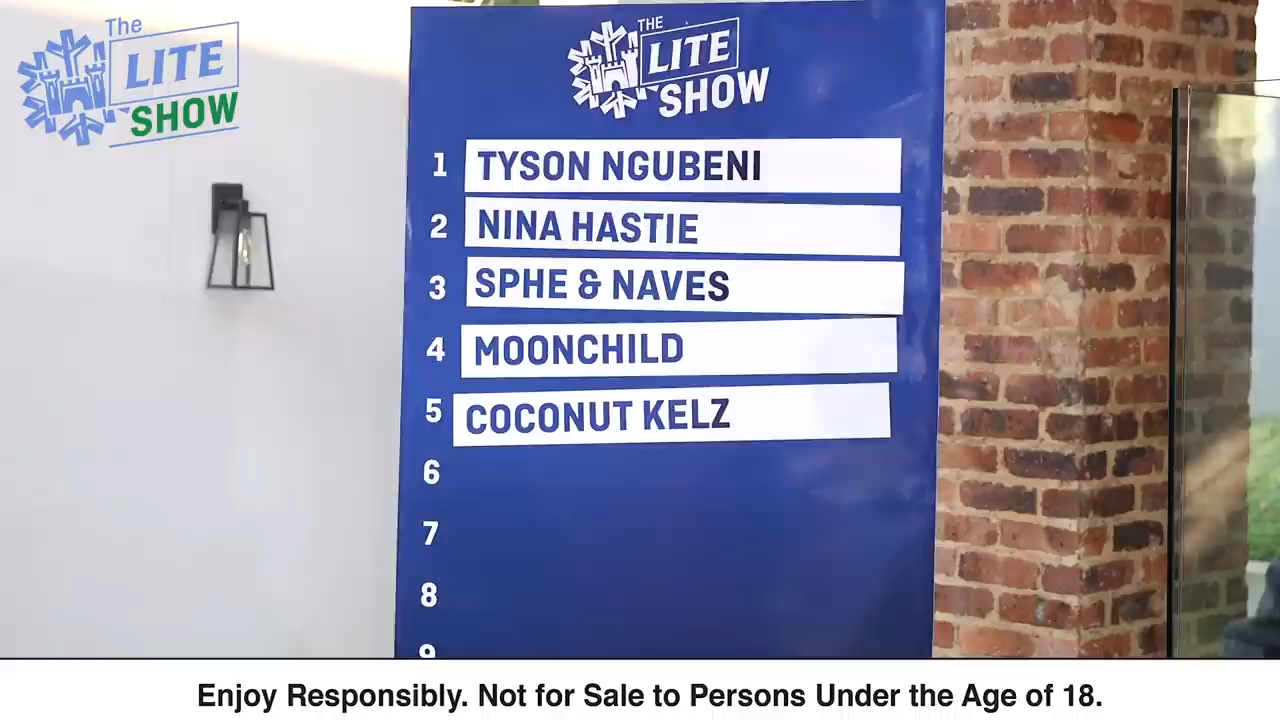 The
LITE
SHOW
THE
LITE
SHOW
1 TYSON NGUBENI
2 NINA HASTIE
3 SPHE & NAVES
4 MOONCHILD
5 COCONUT KELZ
6
7
8
9
Enjoy Responsibly. Not for Sale to Persons Under the Age of 18.